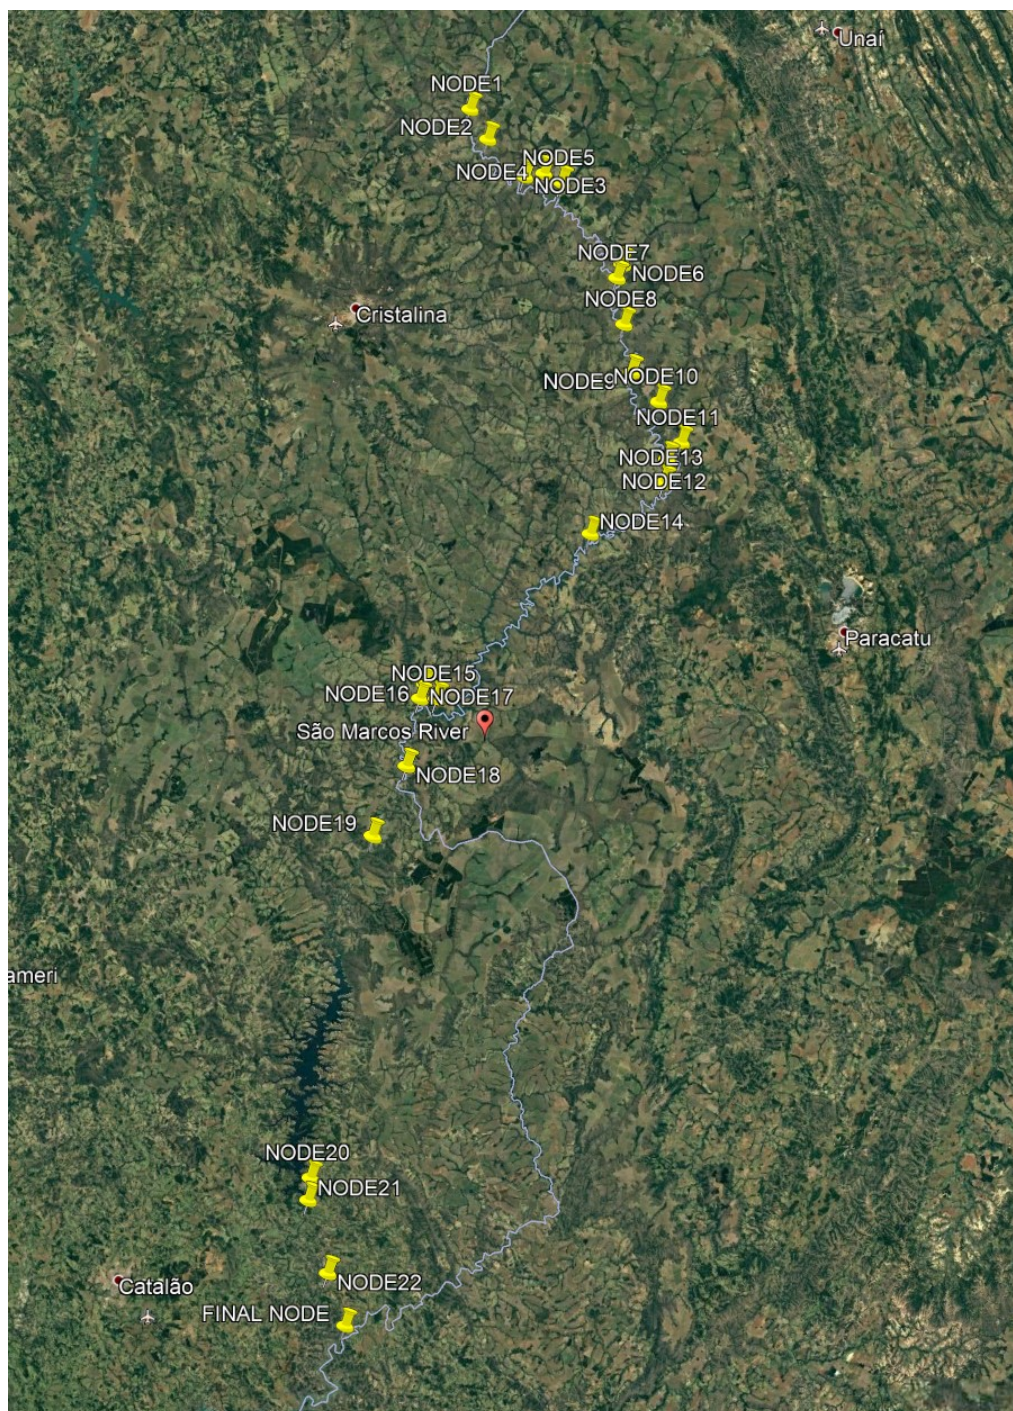 Unaí
NODE1
NODE2
NODE5
NODE4
NODE3
NODE7
NODE6
NODE8
Cristalina
NODE9
NODE10
NODE11
NODE13
NODE12
NODE14
Paracatu
NODE15
NODE16
NODE17
São Marcos River
NODE18
NODE19
ameri
NODE20
NODE21
NODE22
Catalão
FINAL NODE